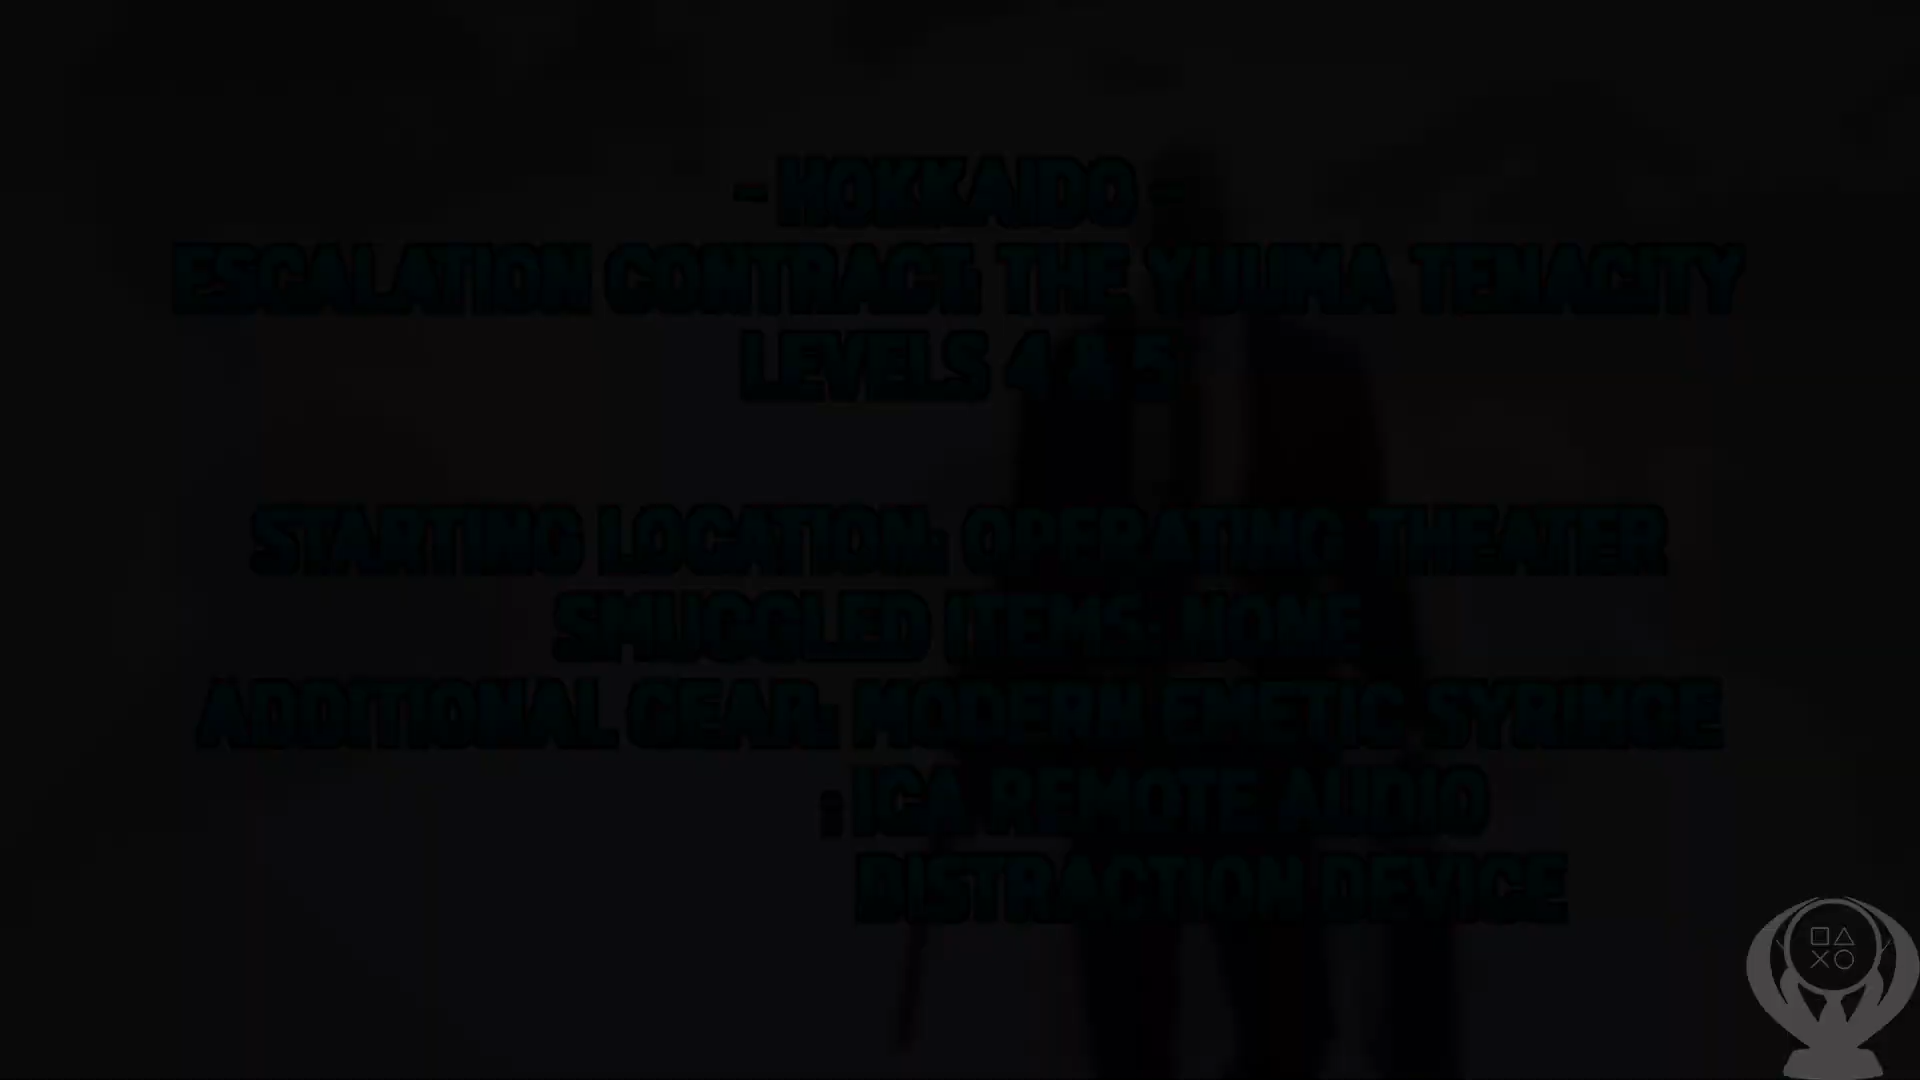 - HOKKAIDO -
ESCALATION CONTRACT: THE YUUMA TENACITY
LEVELS 4 & 5
STARTING LOCATION: OPERATING THEATER
SMUGGLED ITEMS: NONE
ADDITIONAL GEAR: MODERN EMETIC SYRINGE
: ICA REMOTE AUDIO
DISTRACTION DEVICE